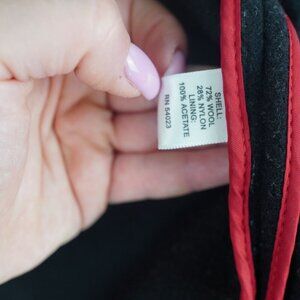 SHELL:
72% WOOL
28% NYLON
LINING:
100% ACETATE
RN 54023